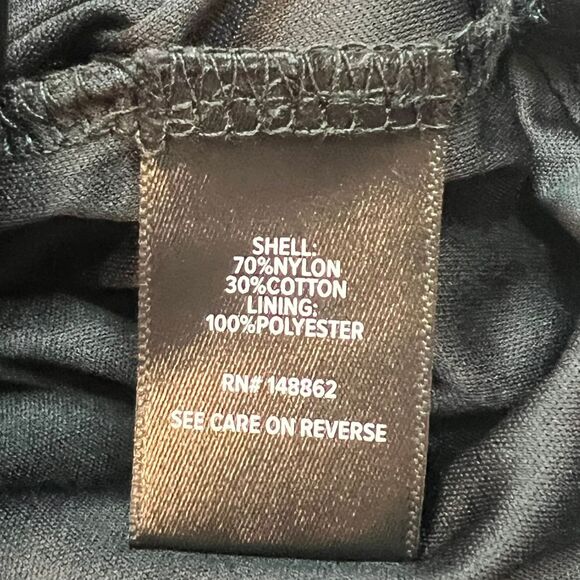 SHELL:
70%NYLON
30%COTTON
LINING:
100%POLYESTER
RN# 148862
SEE CARE ON REVERSE